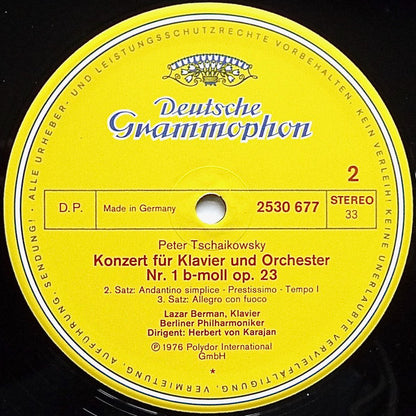 ALLE URHEBER- UND LEISTUNGSSCHUTZRECHTE VORBEHALTEN. KEIN VERLEIH! KEINE UNERLAUBTE VERVIELFÄLTIGUNG, VERMIETUNG, AUFFÜHRUNG, SENDUNG!
Deutsche
Grammophon
2
D.P.
Made in Germany
2530 677
STEREO
33
Peter Tschaikowsky
Konzert für Klavier und Orchester
Nr. 1 b-moll op. 23
2. Satz: Andantino simplice - Prestissimo - Tempo I
3. Satz: Allegro con fuoco
Lazar Berman, Klavier
Berliner Philharmoniker
Dirigent: Herbert von Karajan
℗ 1976 Polydor International
GmbH
*